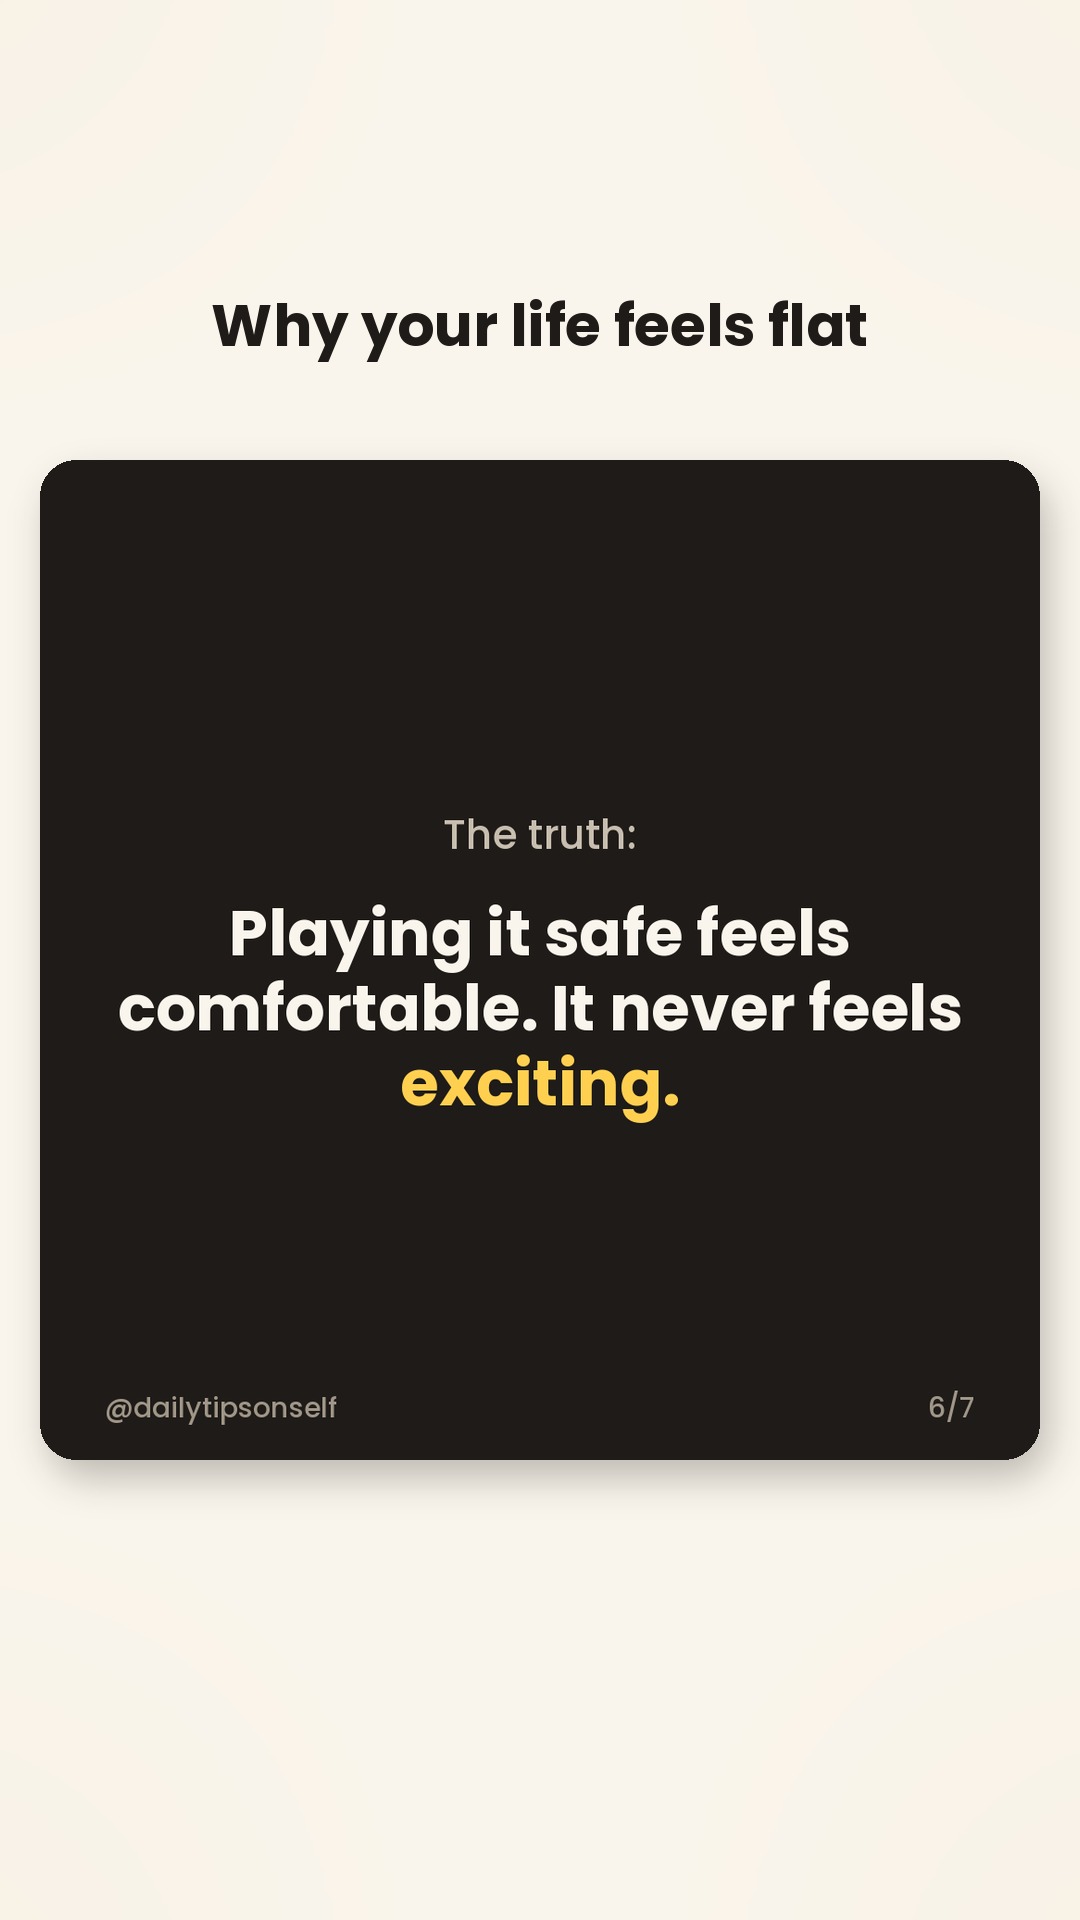 Why your life feels flat
The truth:
Playing it safe feels
comfortable. It never feels
exciting.
@dailytipsonself
6/7